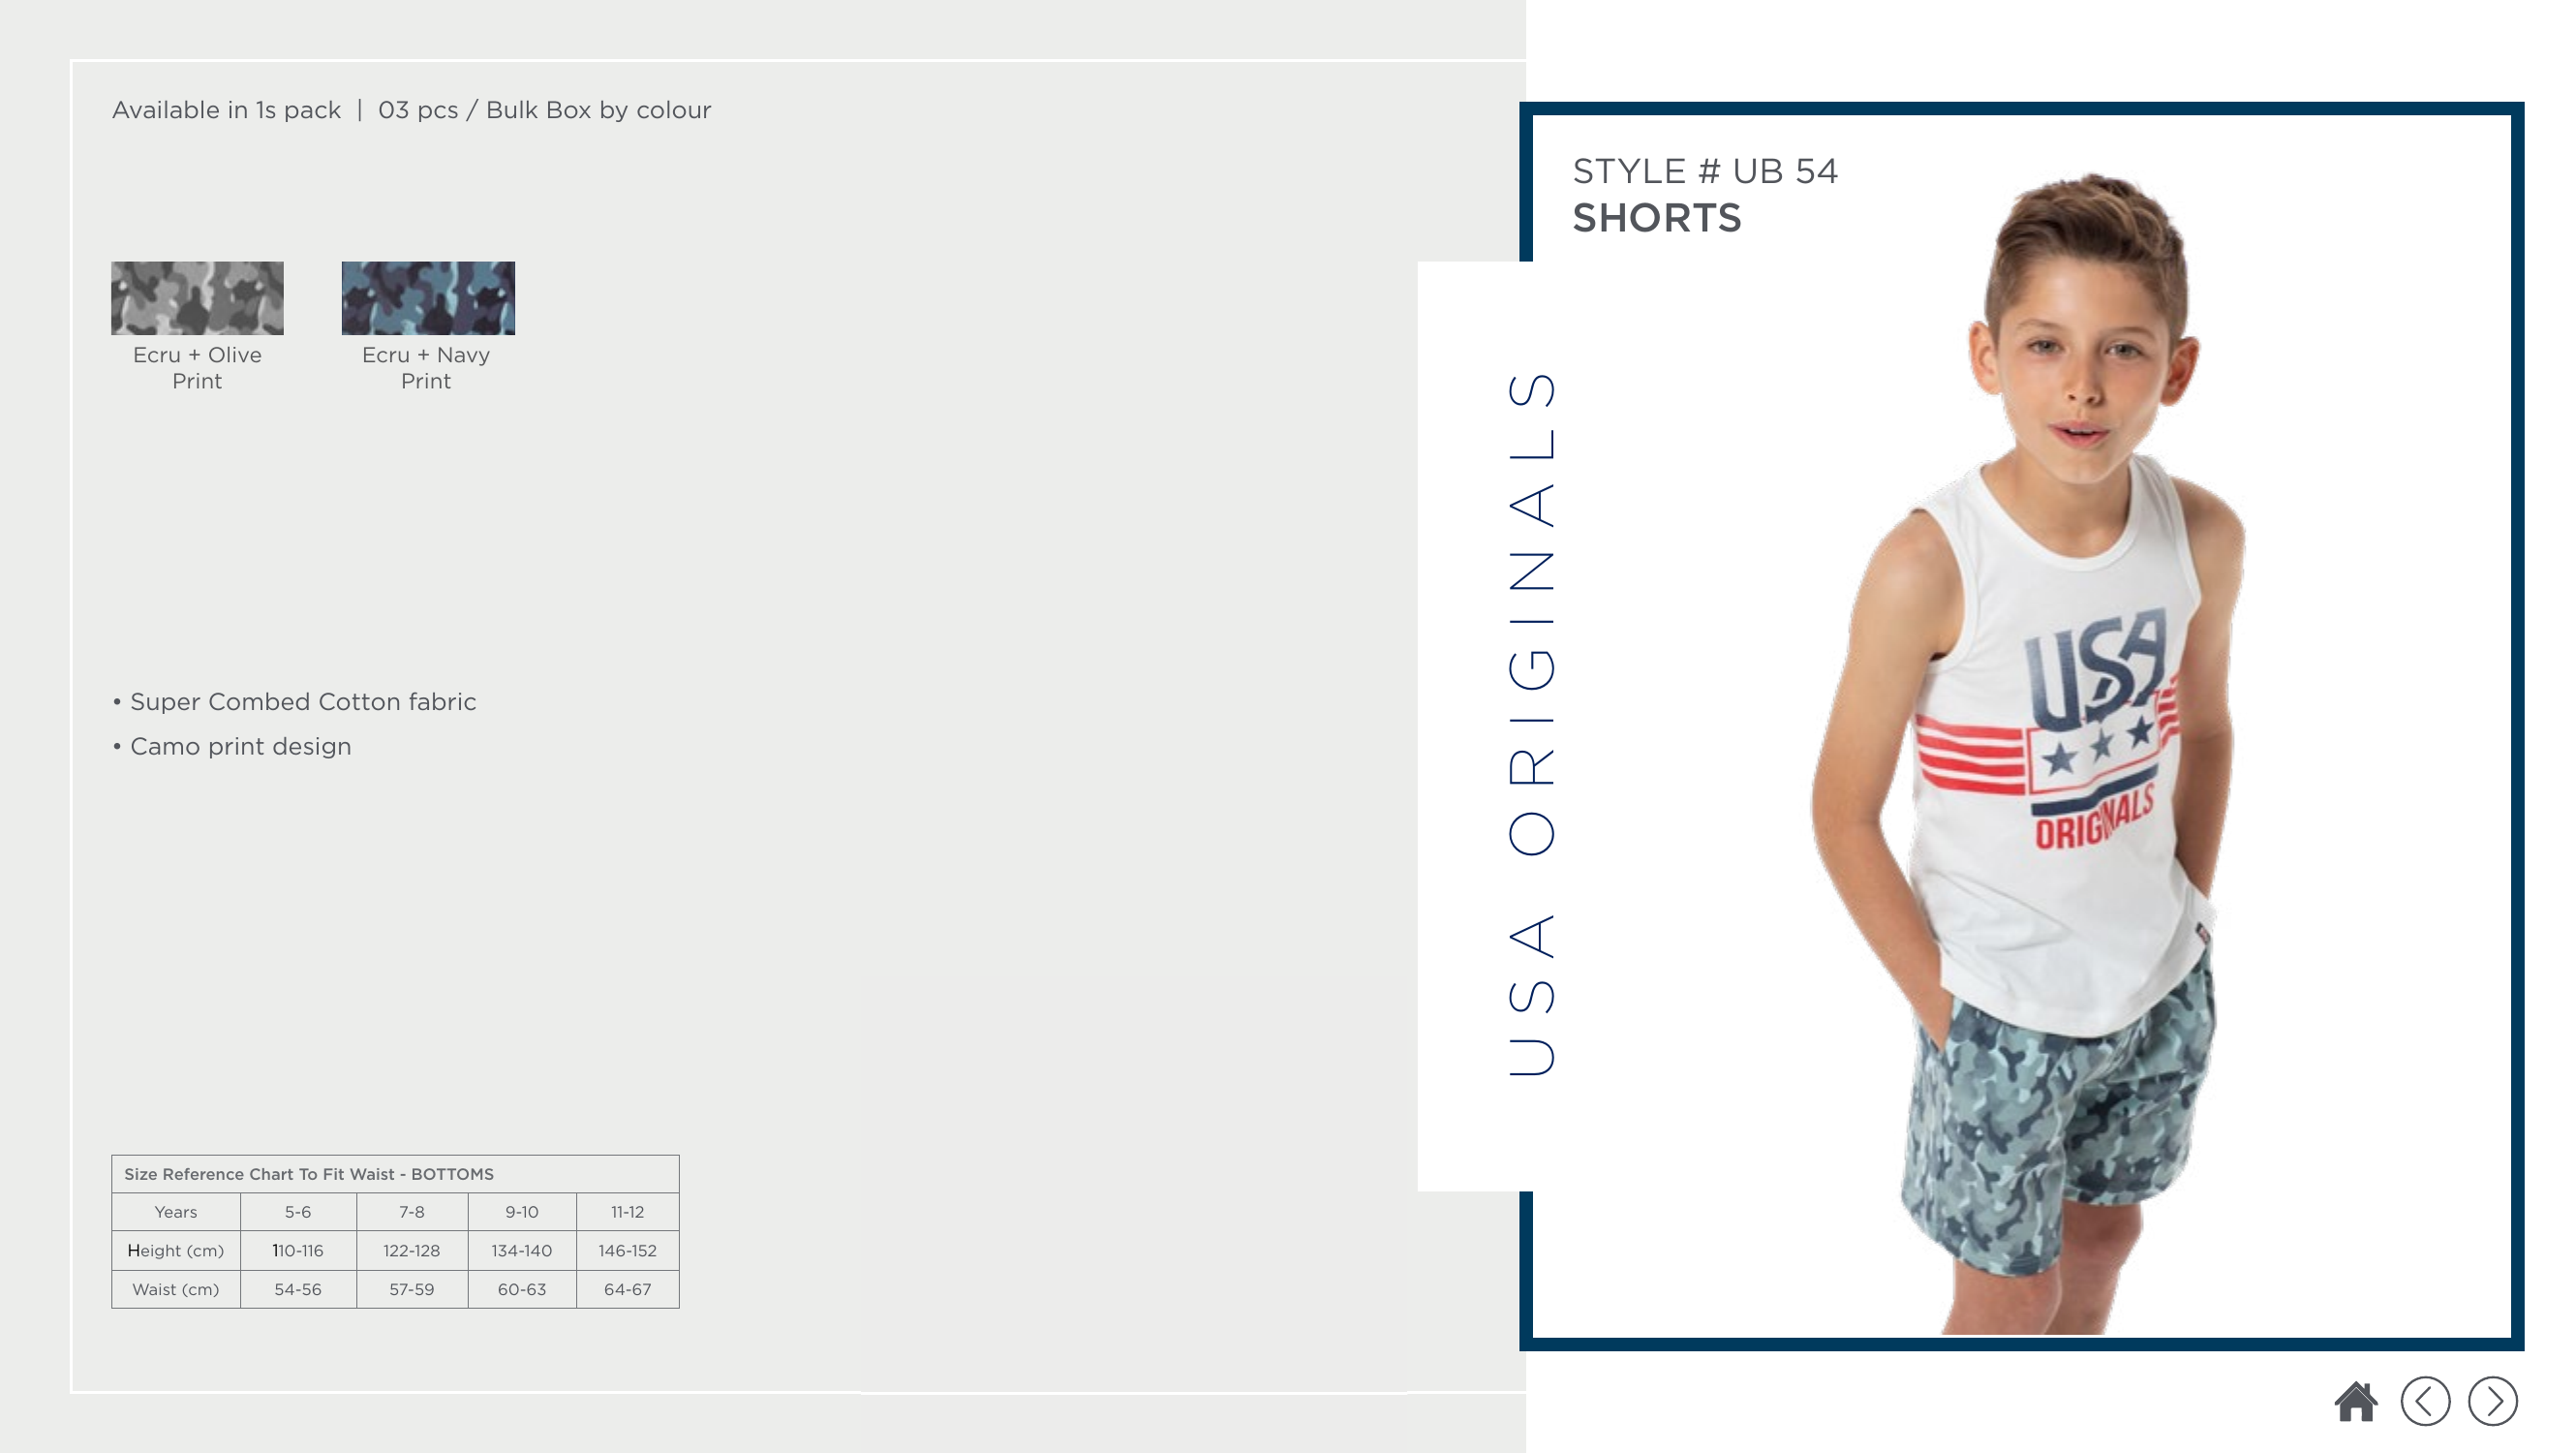 Available in 1s pack | 03 pcs / Bulk Box by colour
Ecru + Olive
Print
Ecru + Navy
Print
• Super Combed Cotton fabric
• Camo print design
Size Reference Chart To Fit Waist - BOTTOMS
Years 5-6 7-8 9-10 11-12
Height (cm) 110-116 122-128 134-140 146-152
Waist (cm) 54-56 57-59 60-63 64-67
USA ORIGINALS
STYLE # UB 54
SHORTS
USA
ORIGINALS